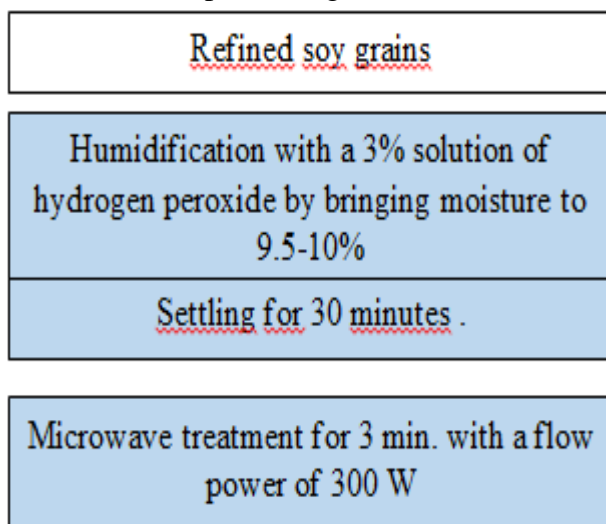 Refined soy grains
Humidification with a 3% solution of
hydrogen peroxide by bringing moisture to
9.5-10%
Settling for 30 minutes .
Microwave treatment for 3 min. with a flow
power of 300 W